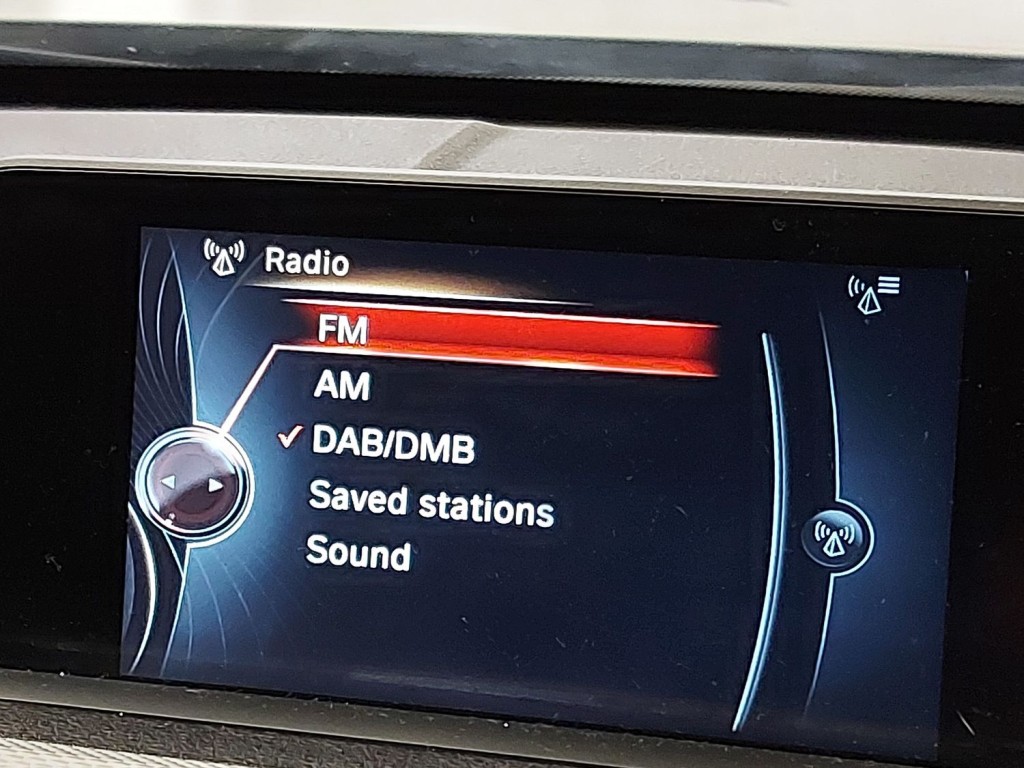 Radio
FM
AM
DAB/DMB
Saved stations
Sound